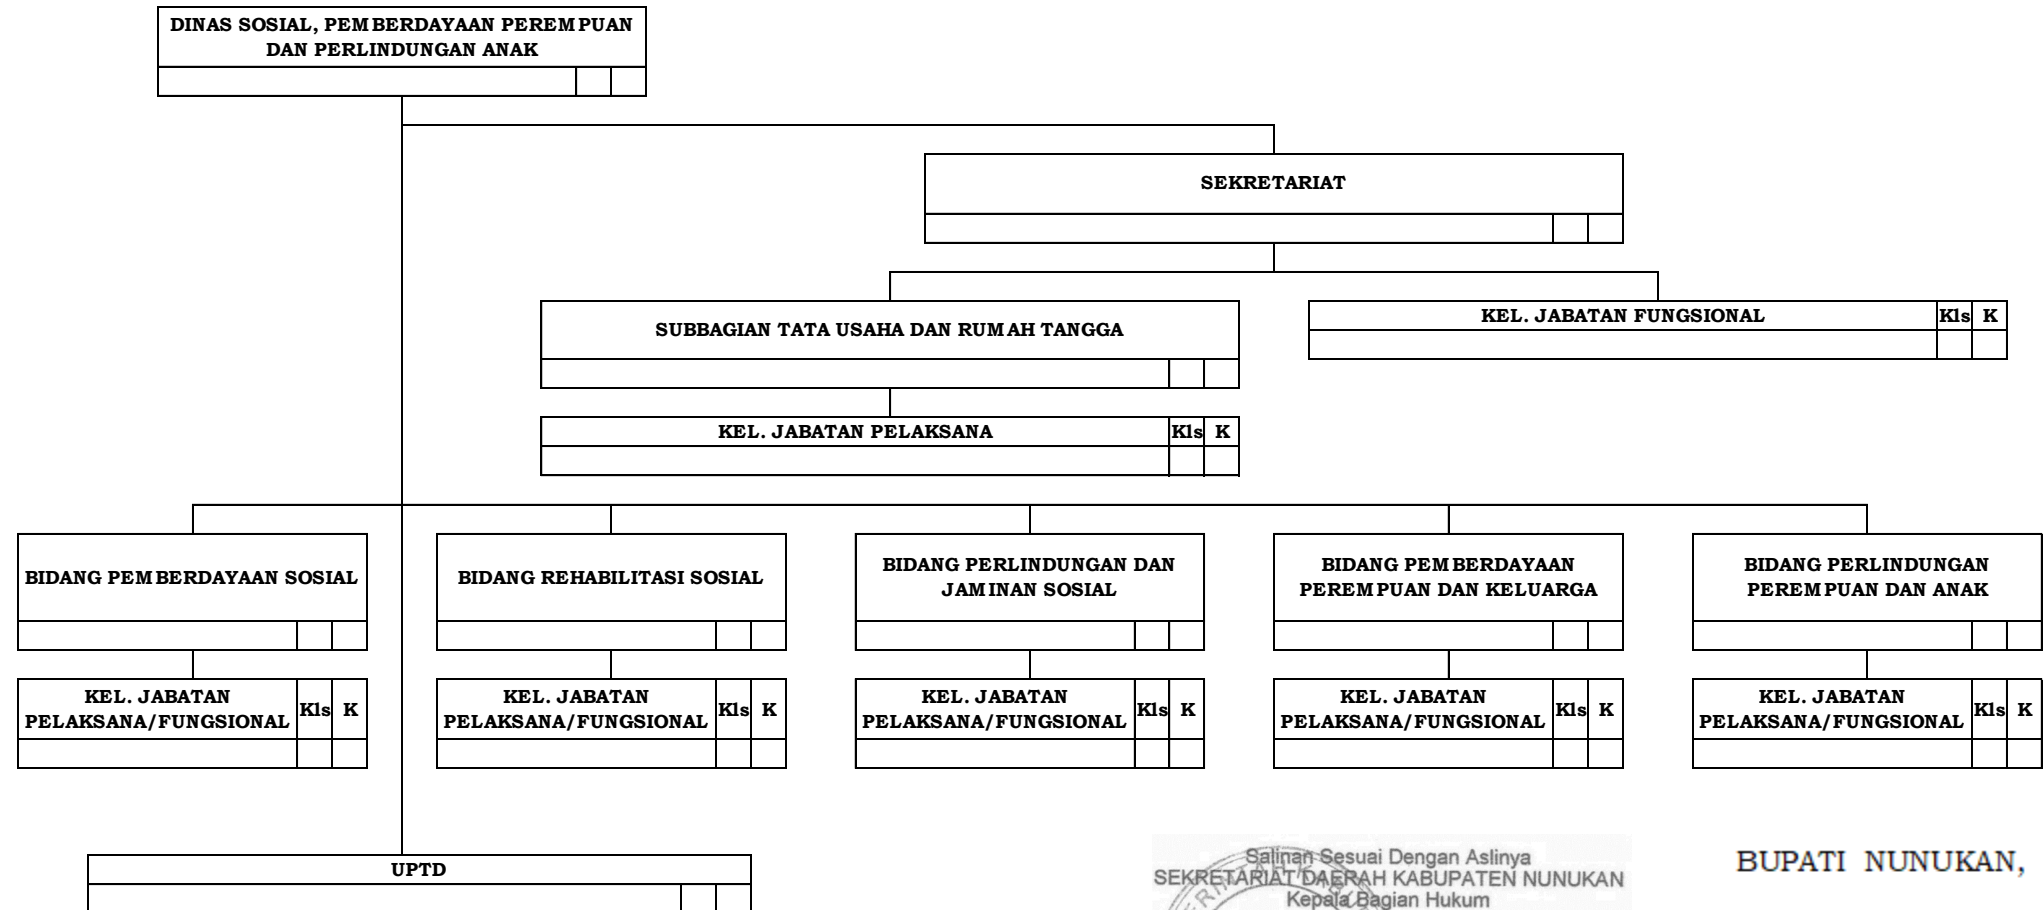 DINAS SOSIAL, PEMBERDAYAAN PEREMPUAN
DAN PERLINDUNGAN ANAK
SEKRETARIAT
SUBBAGIAN TATA USAHA DAN RUMAH TANGGA
KEL. JABATAN FUNGSIONAL Kls K
KEL. JABATAN PELAKSANA Kls K
BIDANG PEMBERDAYAAN SOSIAL
BIDANG REHABILITASI SOSIAL
BIDANG PERLINDUNGAN DAN
JAMINAN SOSIAL
BIDANG PEMBERDAYAAN
PEREMPUAN DAN KELUARGA
BIDANG PERLINDUNGAN
PEREMPUAN DAN ANAK
KEL. JABATAN
PELAKSANA/FUNGSIONAL Kls K
KEL. JABATAN
PELAKSANA/FUNGSIONAL Kls K
KEL. JABATAN
PELAKSANA/FUNGSIONAL Kls K
KEL. JABATAN
PELAKSANA/FUNGSIONAL Kls K
KEL. JABATAN
PELAKSANA/FUNGSIONAL Kls K
UPTD
Salinan Sesuai Dengan Aslinya
SEKRETARIAT DAERAH KABUPATEN NUNUKAN
Kepala Bagian Hukum
BUPATI NUNUKAN,